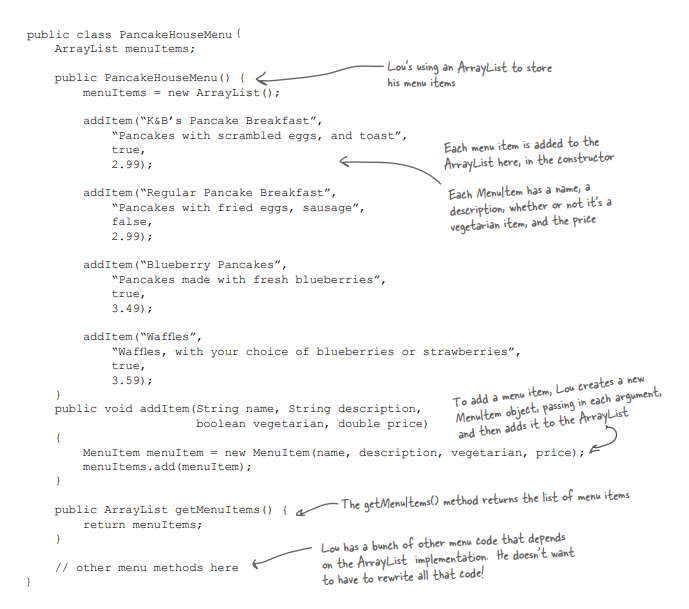 public class PancakeHouseMenu {
ArrayList menuItems;
public PancakeHouseMenu() {
menuItems = new ArrayList();
Lou's using an ArrayList to store
his menu items
addItem(“K&B’s Pancake Breakfast”,
“Pancakes with scrambled eggs, and toast”,
true,
2.99);
Each menu item is added to the
ArrayList here, in the constructor
Each MenuItem has a name, a
description, whether or not it's a
vegetarian item, and the price
addItem(“Regular Pancake Breakfast”,
“Pancakes with fried eggs, sausage”,
false,
2.99);
addItem(“Blueberry Pancakes”,
“Pancakes made with fresh blueberries”,
true,
3.49);
addItem(“Waffles”,
“Waffles, with your choice of blueberries or strawberries”,
true,
3.59);
}
public void addItem(String name, String description,
boolean vegetarian, double price)
{
MenuItem menuItem = new MenuItem(name, description, vegetarian, price);
menuItems.add(menuItem);
}
To add a menu item, Lou creates a new
MenuItem object, passing in each argument,
and then adds it to the ArrayList
public ArrayList getMenuItems() {
return menuItems;
}
The getMenuItems() method returns the list of menu items
// other menu methods here
}
Lou has a bunch of other menu code that depends
on the ArrayList implementation. He doesn't want
to have to rewrite all that code!